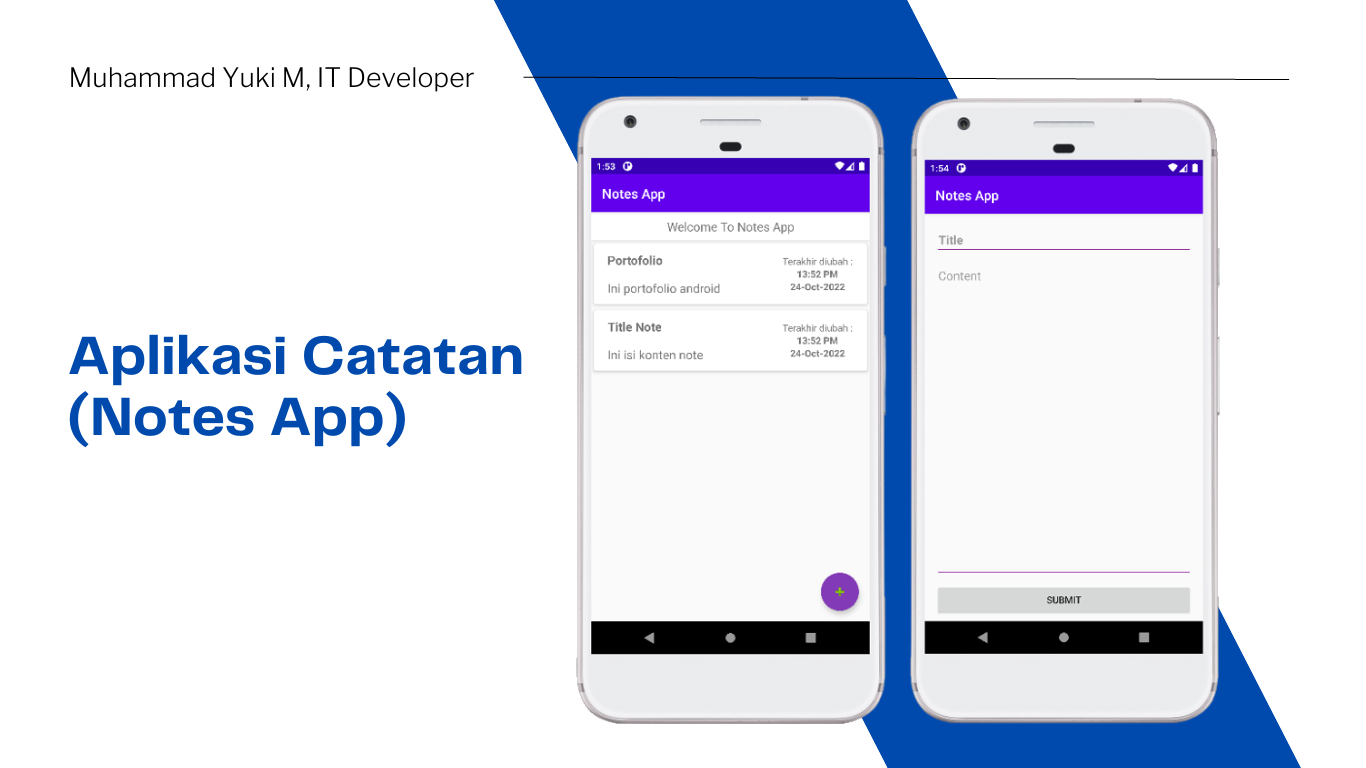 Muhammad Yuki M, IT Developer
Aplikasi Catatan
(Notes App)
1:53
Notes App
Welcome To Notes App
Portofolio
Ini portofolio android
Terakhir diubah :
13:52 PM
24-Oct-2022
Title Note
Ini isi konten note
Terakhir diubah :
13:52 PM
24-Oct-2022
+
1:54
Notes App
Title
Content
SUBMIT